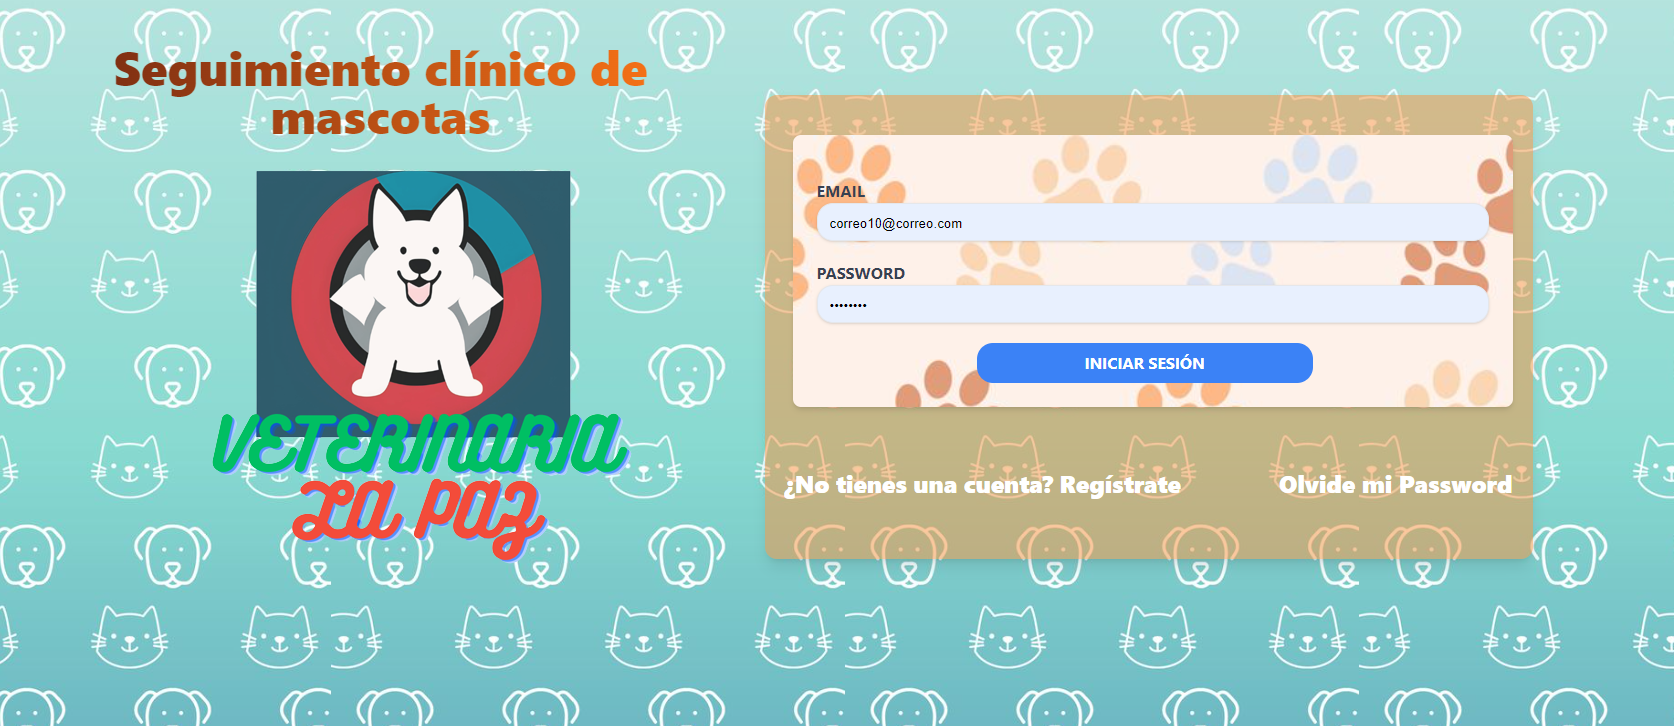 Seguimiento clínico de
mascotas
VETERINARIA
LA PAZ
EMAIL
correo10@correo.com
PASSWORD
••••••••
INICIAR SESIÓN
¿No tienes una cuenta? Regístrate
Olvide mi Password